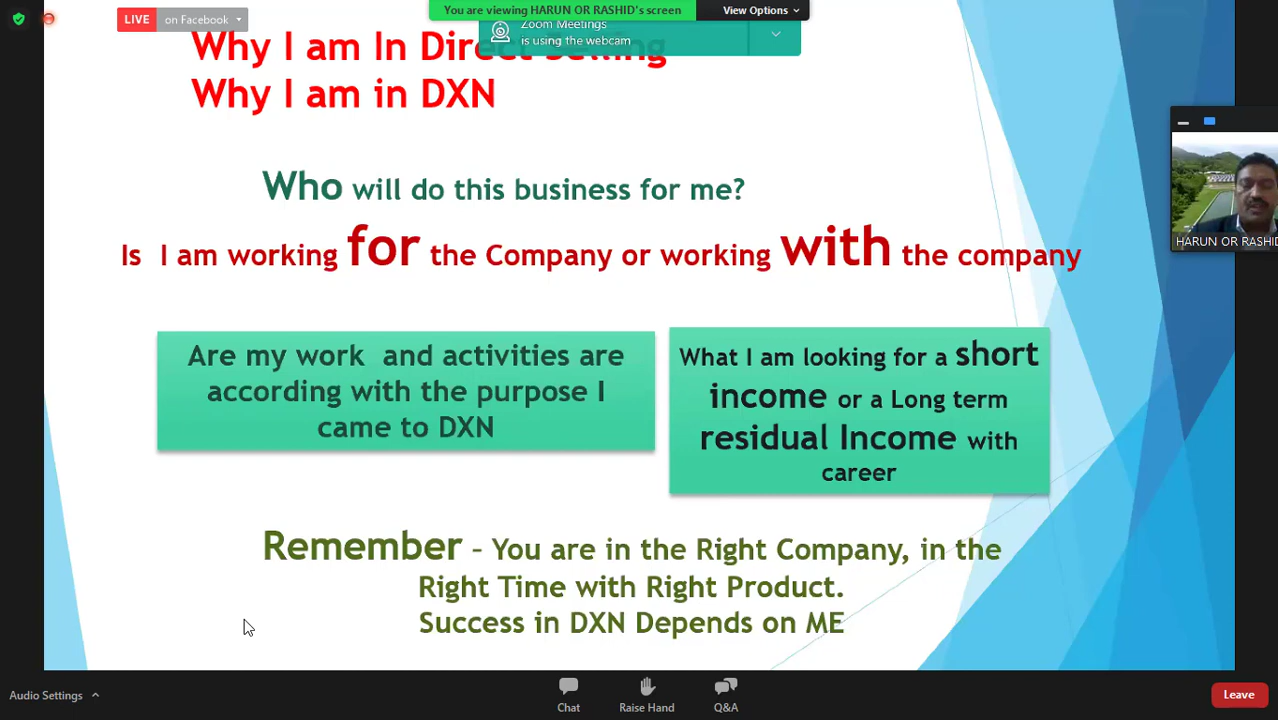 You are viewing HARUN OR RASHID's screen
View Options
LIVE on Facebook
Zoom Meetings
is using the webcam
Why I am In Direct Selling
Why I am in DXN
HARUN OR RASHID
Who will do this business for me?
Is I am working for the Company or working with the company
Are my work and activities are
according with the purpose I
came to DXN
What I am looking for a short
income or a Long term
residual Income with
career
Remember – You are in the Right Company, in the
Right Time with Right Product.
Success in DXN Depends on ME
Audio Settings
Chat
Raise Hand
Q&A
Leave